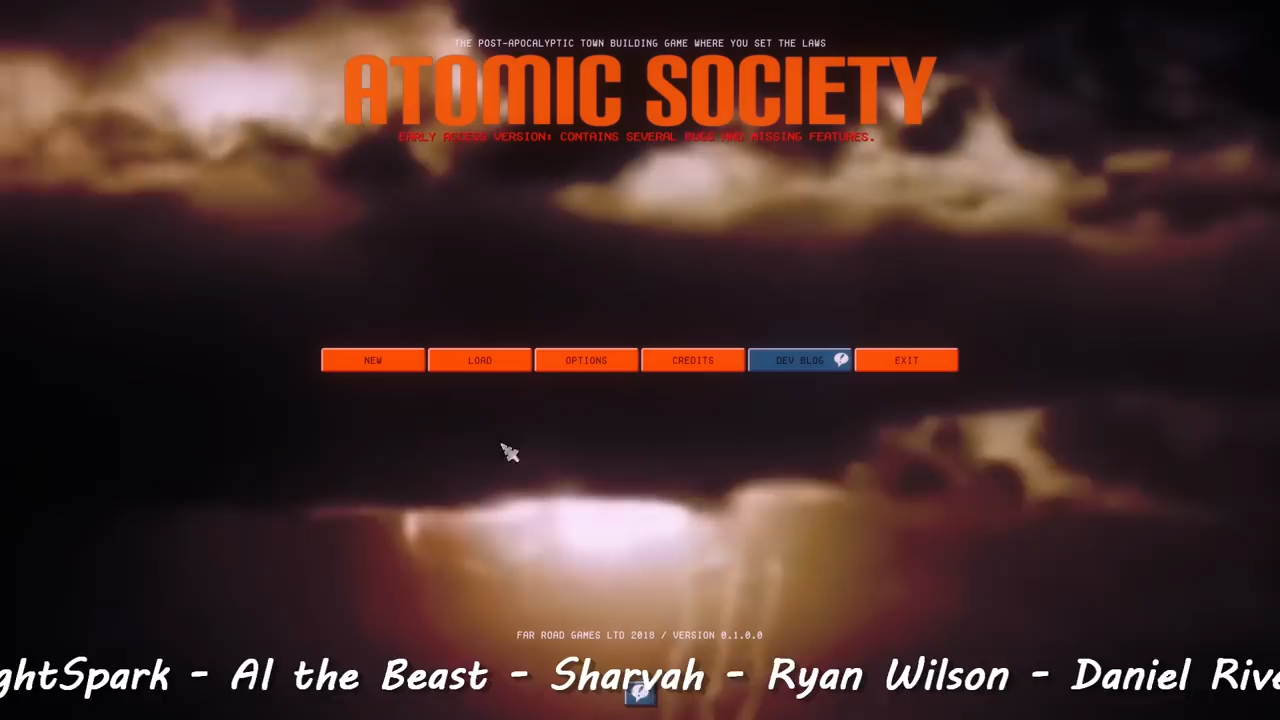 THE POST-APOCALYPTIC TOWN BUILDING GAME WHERE YOU SET THE LAWS
ATOMIC SOCIETY
EARLY ACCESS VERSION: CONTAINS SEVERAL BUGS AND MISSING FEATURES.
NEW LOAD OPTIONS CREDITS DEV BLOG EXIT
FAR ROAD GAMES LTD 2018 / VERSION 0.1.0.0
ghtSpark - Al the Beast - Sharvah - Ryan Wilson - Daniel Rive